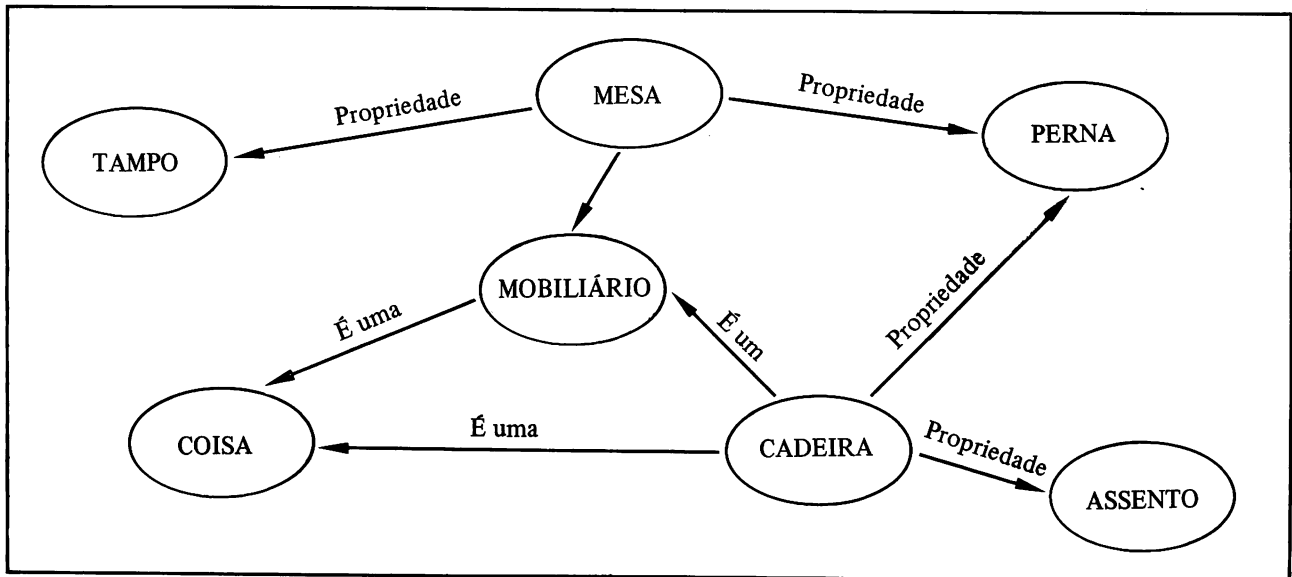 MESA
Propriedade
Propriedade
PERNA
TAMPO
MOBILIÁRIO
Propriedade
É uma
É um
É uma
COISA
CADEIRA
Propriedade
ASSENTO